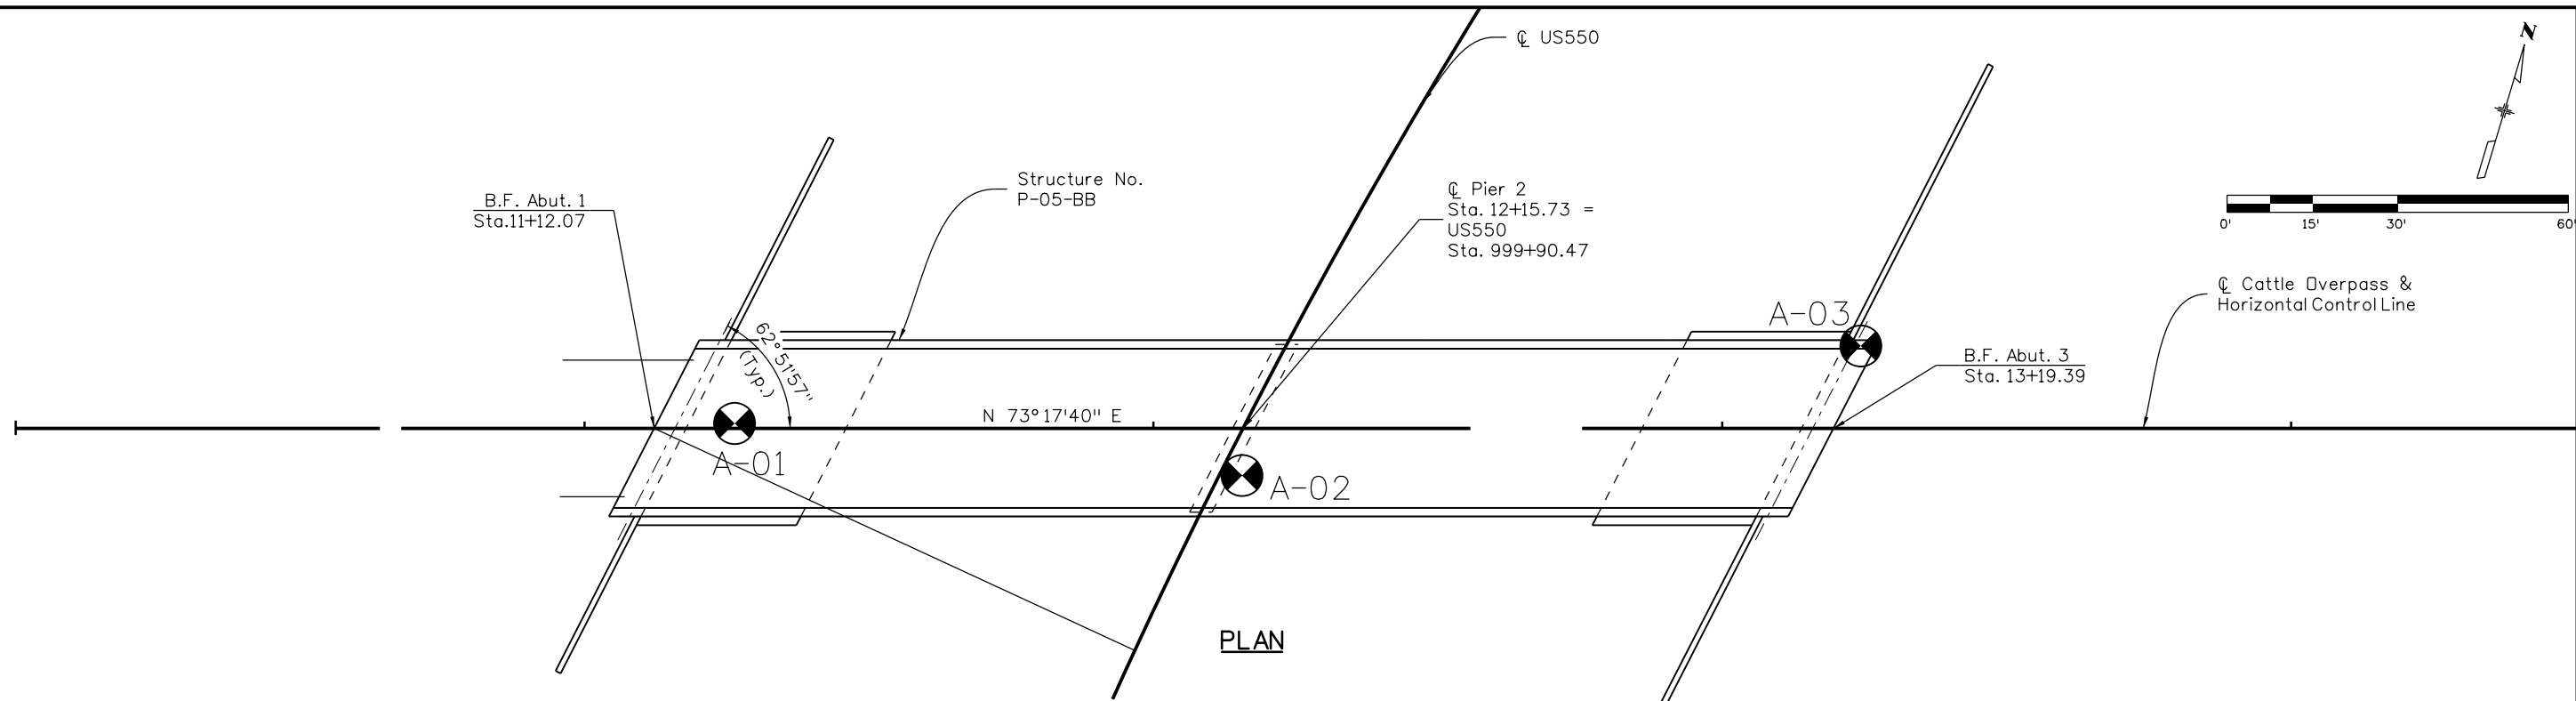 ℄ US550
N
Structure No.
P-05-BB
B.F. Abut. 1
Sta.11+12.07
℄ Pier 2
Sta. 12+15.73 =
US550
Sta. 999+90.47
0' 15' 30' 60'
℄ Cattle Overpass &
Horizontal Control Line
A-03
62°51'57"
(Typ.)
B.F. Abut. 3
Sta. 13+19.39
N 73°17'40" E
A-01
A-02
PLAN